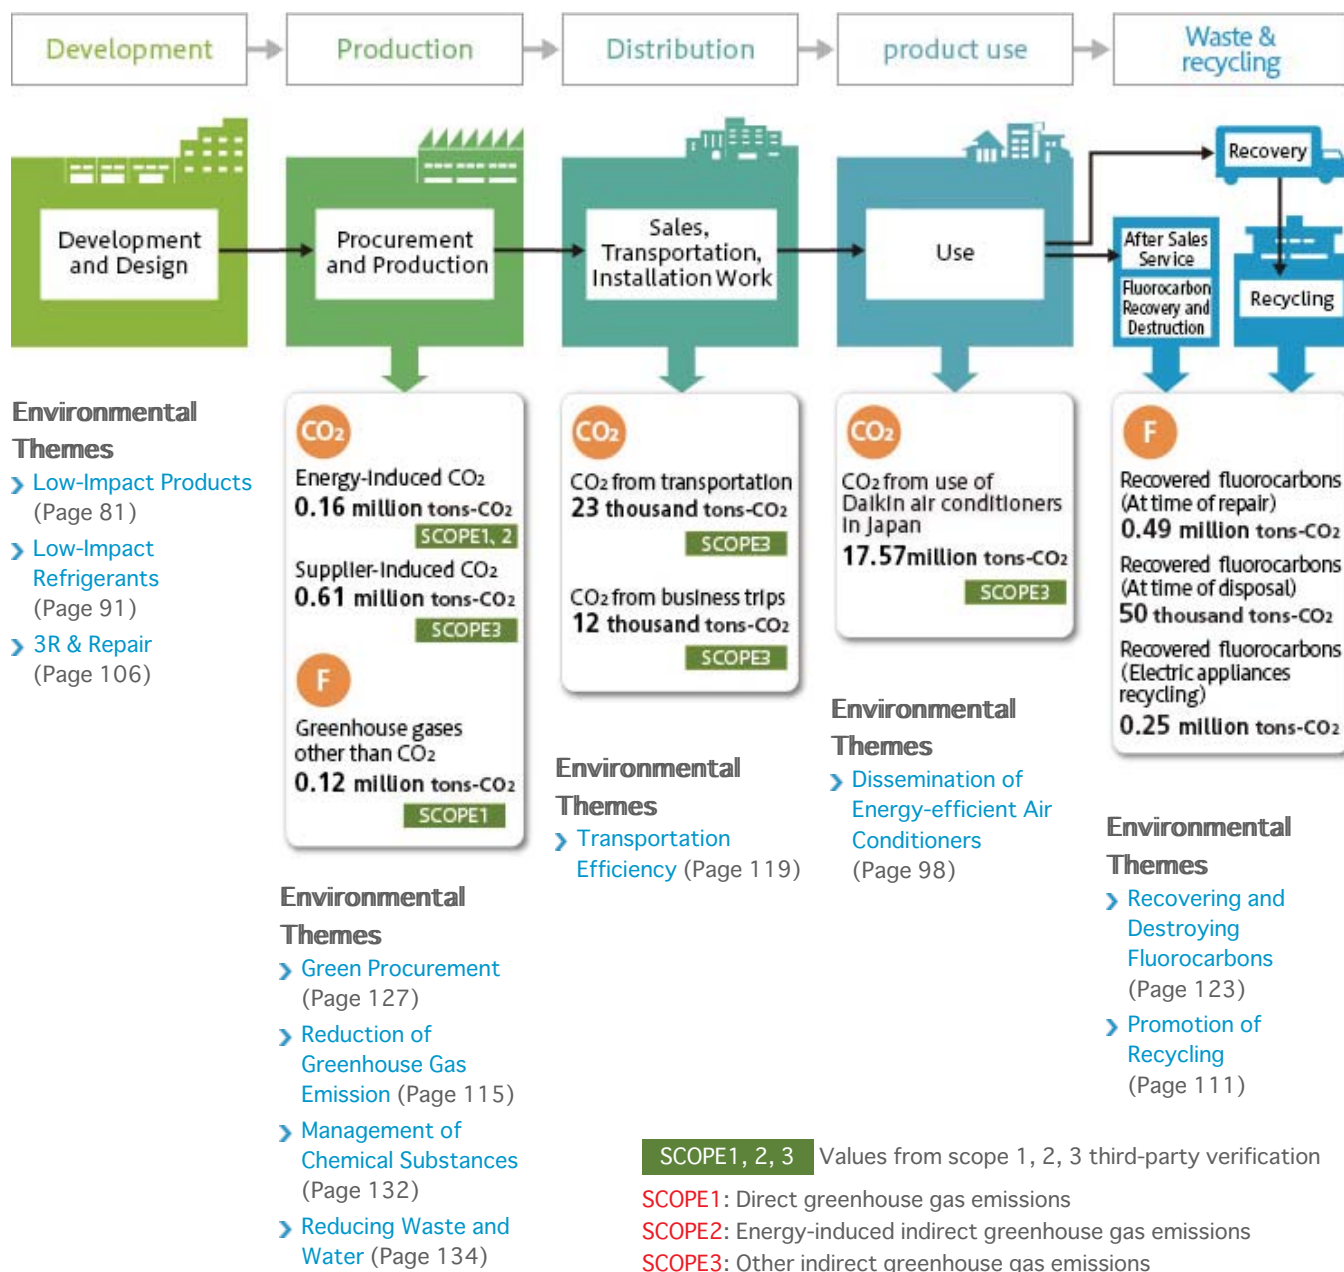 Development
Production
Distribution
product use
Waste &
recycling
Development
and Design
Procurement
and Production
Sales,
Transportation,
Installation Work
Use
Recovery
After Sales
Service
Fluorocarbon
Recovery and
Destruction
Recycling
Environmental
Themes
Low-Impact Products
(Page 81)
Low-Impact
Refrigerants
(Page 91)
3R & Repair
(Page 106)
CO2
Energy-induced CO2
0.16 million tons-CO2
SCOPE1, 2
Supplier-induced CO2
0.61 million tons-CO2
SCOPE3
F
Greenhouse gases
other than CO2
0.12 million tons-CO2
SCOPE1
Environmental
Themes
Green Procurement
(Page 127)
Reduction of
Greenhouse Gas
Emission (Page 115)
Management of
Chemical Substances
(Page 132)
Reducing Waste and
Water (Page 134)
CO2
CO2 from transportation
23 thousand tons-CO2
SCOPE3
CO2 from business trips
12 thousand tons-CO2
SCOPE3
Environmental
Themes
Transportation
Efficiency (Page 119)
CO2
CO2 from use of
Daikin air conditioners
in Japan
17.57million tons-CO2
SCOPE3
Environmental
Themes
Dissemination of
Energy-efficient Air
Conditioners
(Page 98)
F
Recovered fluorocarbons
(At time of repair)
0.49 million tons-CO2
Recovered fluorocarbons
(At time of disposal)
50 thousand tons-CO2
Recovered fluorocarbons
(Electric appliances
recycling)
0.25 million tons-CO2
Environmental
Themes
Recovering and
Destroying
Fluorocarbons
(Page 123)
Promotion of
Recycling
(Page 111)
SCOPE1, 2, 3 Values from scope 1, 2, 3 third-party verification
SCOPE1: Direct greenhouse gas emissions
SCOPE2: Energy-induced indirect greenhouse gas emissions
SCOPE3: Other indirect greenhouse gas emissions